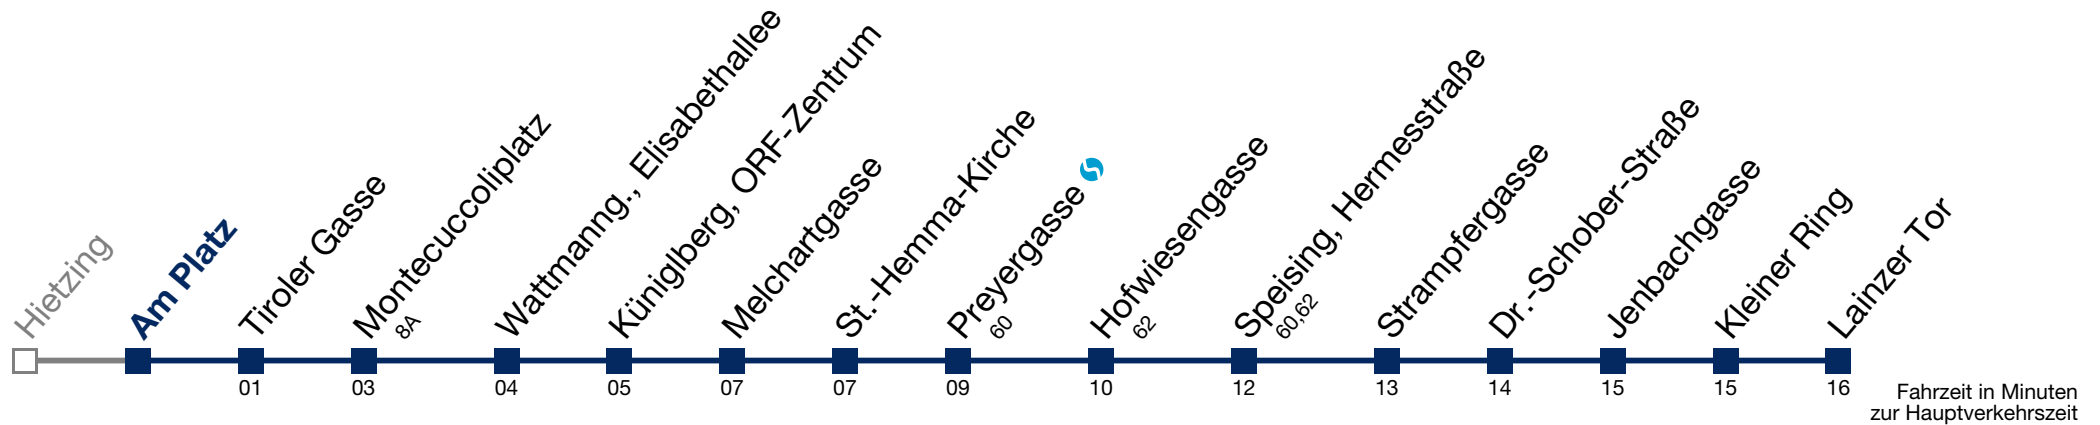 Hietzing
Am Platz
Tiroler Gasse
Montecuccoliplatz
8A
Wattmanng., Elisabethallee
Küniglberg, ORF-Zentrum
Melchartgasse
St.-Hemma-Kirche
Preyergasse
60
Hofwiesengasse
62
Speising, Hermesstraße
60,62
Strampfergasse
Dr.-Schober-Straße
Jenbachgasse
Kleiner Ring
Lainzer Tor
01 03 04 05 07 07 09 10 12 13 14 15 15 16
Fahrzeit in Minuten
zur Hauptverkehrszeit